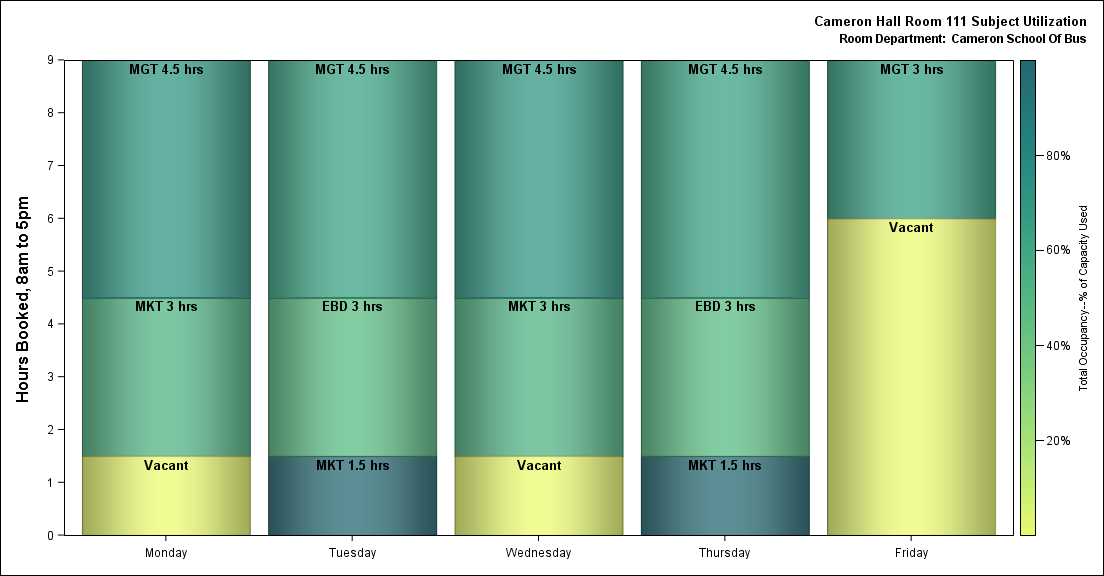 Cameron Hall Room 111 Subject Utilization
Room Department: Cameron School Of Bus
Hours Booked, 8am to 5pm
9
8
7
6
5
4
3
2
1
0
MGT 4.5 hrs
MKT 3 hrs
Vacant
MGT 4.5 hrs
EBD 3 hrs
MKT 1.5 hrs
MGT 4.5 hrs
MKT 3 hrs
Vacant
MGT 4.5 hrs
EBD 3 hrs
MKT 1.5 hrs
MGT 3 hrs
Vacant
Monday
Tuesday
Wednesday
Thursday
Friday
80%
60%
40%
20%
Total Occupancy--% of Capacity Used